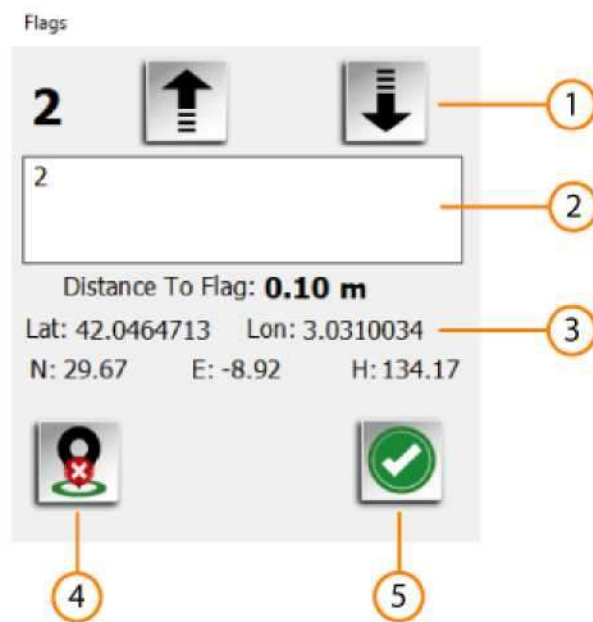 Flags
2
1
2
2
Distance To Flag: 0.10 m
Lat: 42.0464713 Lon: 3.0310034
3
N: 29.67 E: -8.92 H: 134.17
4 5